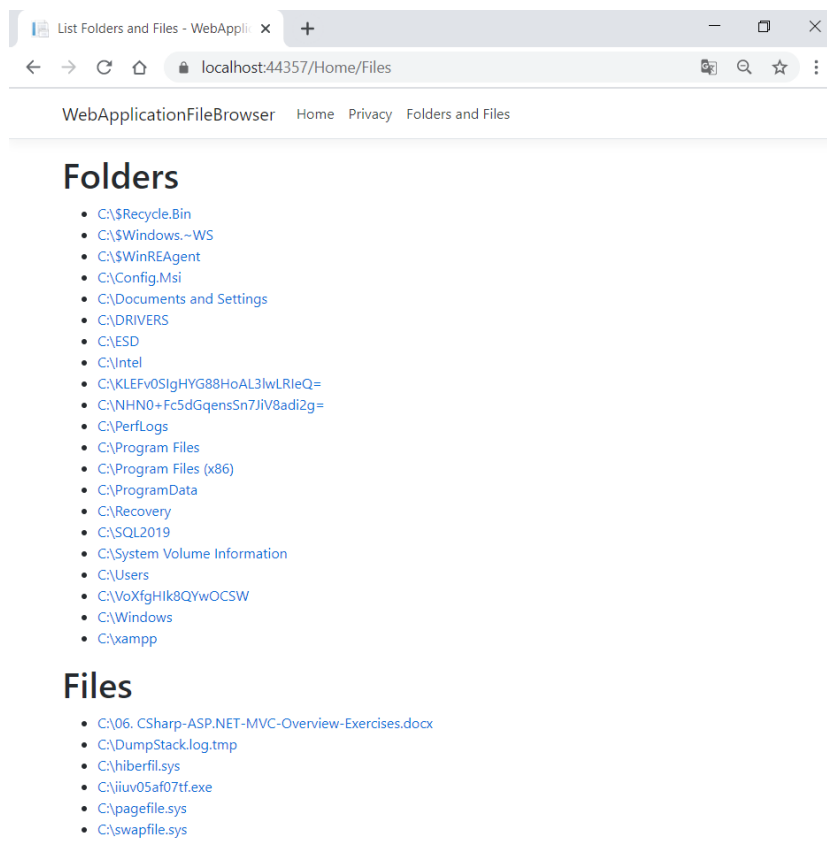 List Folders and Files - WebAppli
localhost:44357/Home/Files
WebApplicationFileBrowser Home Privacy Folders and Files
Folders
C:\$Recycle.Bin
C:\$Windows.~WS
C:\$WinREAgent
C:\Config.Msi
C:\Documents and Settings
C:\DRIVERS
C:\ESD
C:\Intel
C:\KLEFv0SIgHYG88HoAL3lwLRIeQ=
C:\NHN0+Fc5dGqensSn7JiV8adi2g=
C:\PerfLogs
C:\Program Files
C:\Program Files (x86)
C:\ProgramData
C:\Recovery
C:\SQL2019
C:\System Volume Information
C:\Users
C:\VoXfgHIk8QYwOCSW
C:\Windows
C:\xampp
Files
C:\06. CSharp-ASP.NET-MVC-Overview-Exercises.docx
C:\DumpStack.log.tmp
C:\hiberfil.sys
C:\iiuv05af07tf.exe
C:\pagefile.sys
C:\swapfile.sys